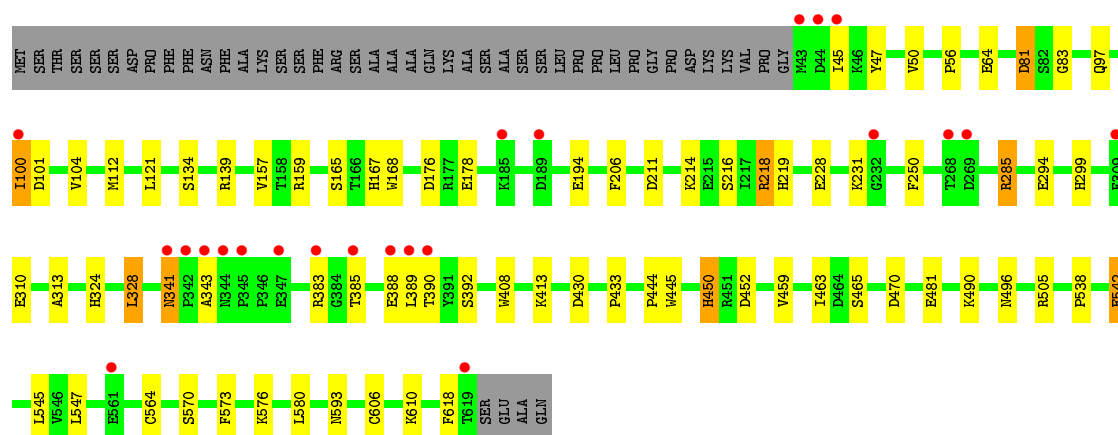 MET SER THR SER SER SER ASP PRO PHE PHE ASN PHE ALA LYS SER SER PHE ARG SER ALA ALA ALA GLN LYS ALA SER ALA SER SER LEU PRO PRO LEU PRO PRO GLY PRO PRO ASP LYS LYS VAL PRO GLY M43 D44 I45 K46 Y47 V50 P56 E64 D81 S82 G83 Q97
I100 D101 V104 M112 L121 S134 R139 V157 T158 R159 S165 T166 H167 W168 D176 R177 E178 K185 D189 E194 F206 D211 K214 E215 S216 I217 R218 H219 E228 K231 G232 F250 T268 D269 R285 E294 H299
E310 A313 H324 L328 N341 P342 A343 N344 P345 P346 E347 R383 G384 T385 E388 L389 T390 Y391 S392 W408 K413 D430 P433 P444 W445 H450 R451 D452 V459 I463 D464 S465 D470 E481 K490 N496 R505 P538
L545 V546 L547 E561 C564 S570 F573 K576 L580 N593 C606 K610 F618 T619 SER GLU ALA GLN